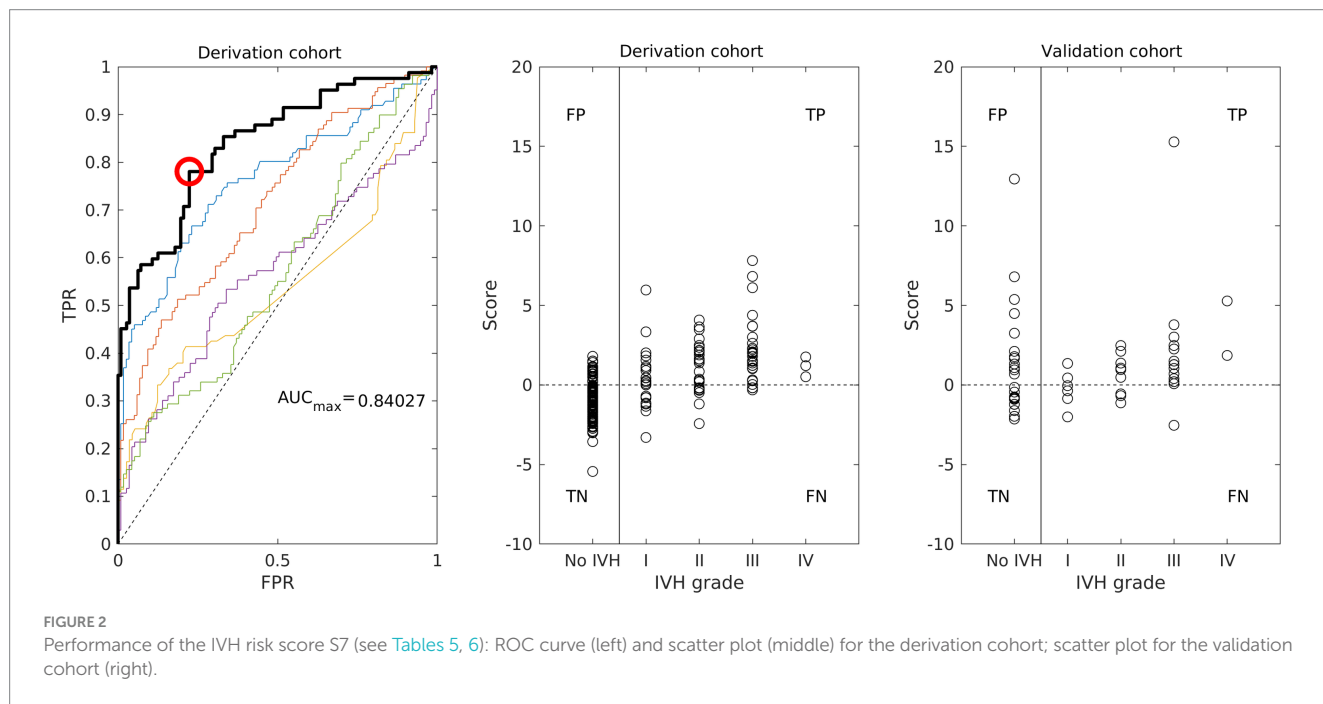 Derivation cohort
1
0.9
0.8
0.7
0.6
0.5
0.4
0.3
0.2
0.1
0
TPR
AUCmax=0.84027
0 0.5 1
FPR
Derivation cohort
20
15
10
5
0
-5
-10
Score
FP TP
TN FN
No IVH I II III IV
IVH grade
Validation cohort
20
15
10
5
0
-5
-10
Score
FP TP
TN FN
No IVH I II III IV
IVH grade
FIGURE 2
Performance of the IVH risk score S7 (see Tables 5, 6): ROC curve (left) and scatter plot (middle) for the derivation cohort; scatter plot for the validation
cohort (right).